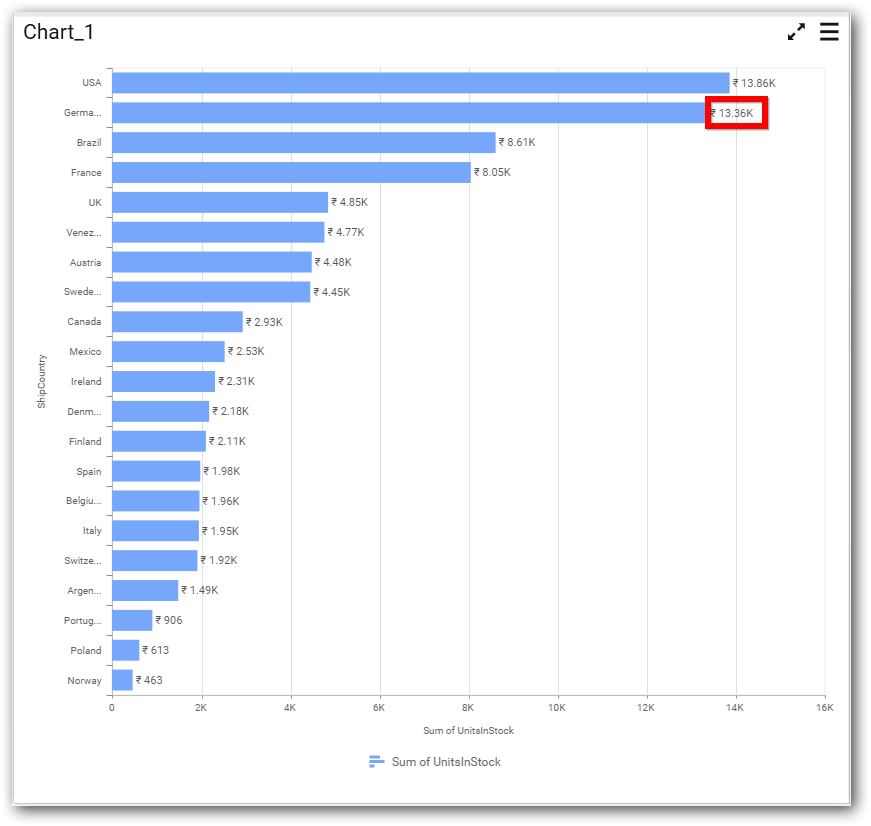 Chart_1
USA ₹ 13.86K
Germa... ₹ 13.36K
Brazil ₹ 8.61K
France ₹ 8.05K
UK ₹ 4.85K
Venez... ₹ 4.77K
Austria ₹ 4.48K
Swede... ₹ 4.45K
Canada ₹ 2.93K
Mexico ₹ 2.53K
Ireland ₹ 2.31K
Denm... ₹ 2.18K
Finland ₹ 2.11K
Spain ₹ 1.98K
Belgiu... ₹ 1.96K
Italy ₹ 1.95K
Switze... ₹ 1.92K
Argen... ₹ 1.49K
Portug... ₹ 906
Poland ₹ 613
Norway ₹ 463
ShipCountry
0 2K 4K 6K 8K 10K 12K 14K 16K
Sum of UnitsInStock
Sum of UnitsInStock